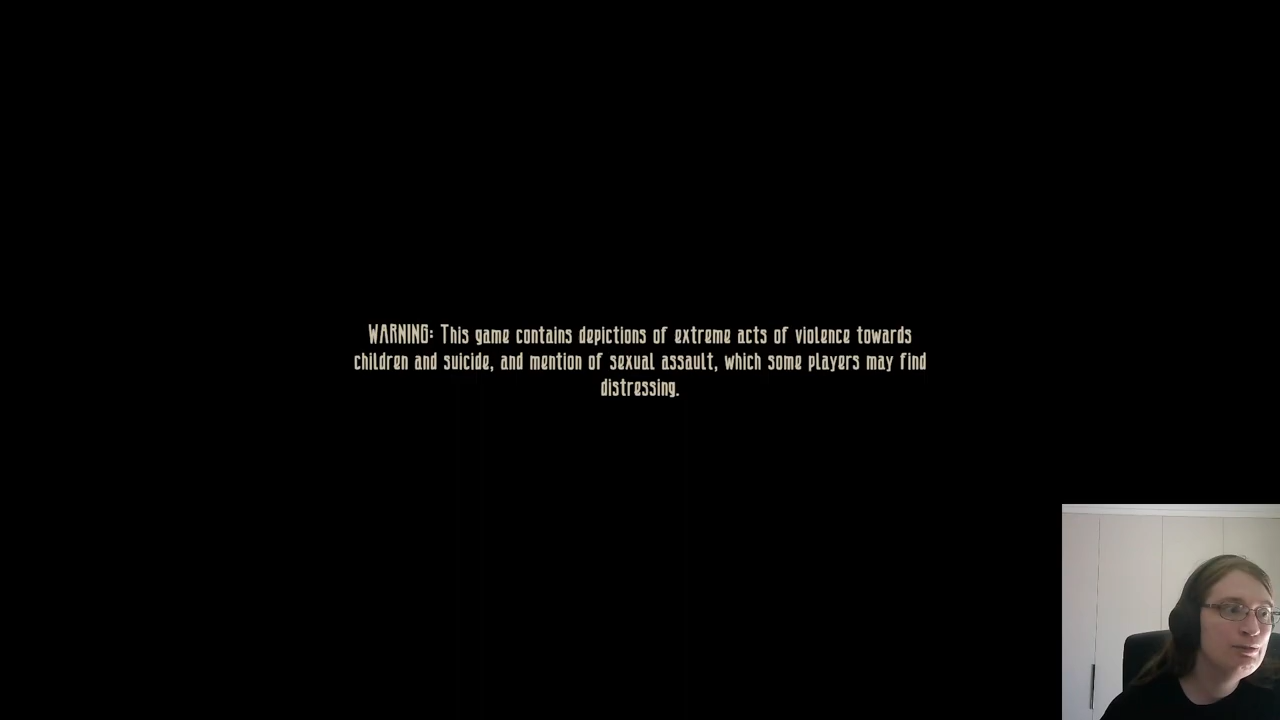 WARNING: This game contains depictions of extreme acts of violence towards
children and suicide, and mention of sexual assault, which some players may find
distressing.